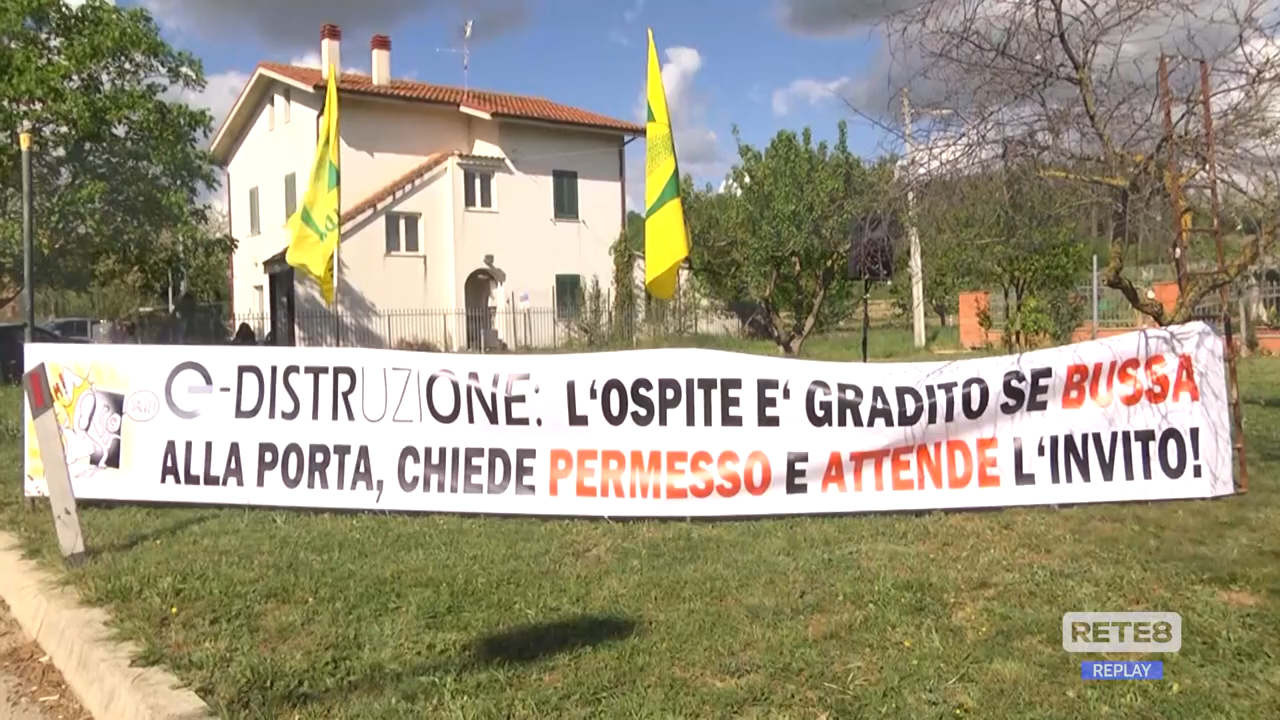 e-DISTRUZIONE: L'OSPITE E' GRADITO SE BUSSA
ALLA PORTA, CHIEDE PERMESSO E ATTENDE L'INVITO!
RETE8
REPLAY